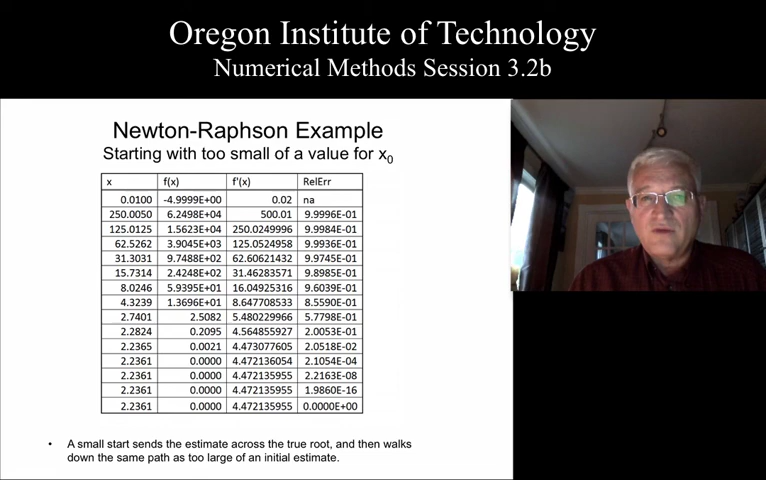 Oregon Institute of Technology
Numerical Methods Session 3.2b
Newton-Raphson Example
Starting with too small of a value for x₀
x f(x) f'(x) RelErr
0.0100 -4.9999E+00 0.02 na
250.0050 6.2498E+04 500.01 9.9996E-01
125.0125 1.5623E+04 250.0249996 9.9984E-01
62.5262 3.9045E+03 125.0524958 9.9936E-01
31.3031 9.7488E+02 62.60621432 9.9745E-01
15.7314 2.4248E+02 31.46283571 9.8985E-01
8.0246 5.9395E+01 16.04925316 9.6039E-01
4.3239 1.3696E+01 8.647708533 8.5590E-01
2.7401 2.5082 5.480229966 5.7798E-01
2.2824 0.2095 4.564855927 2.0053E-01
2.2365 0.0021 4.473077605 2.0518E-02
2.2361 0.0000 4.472136054 2.1054E-04
2.2361 0.0000 4.472135955 2.2163E-08
2.2361 0.0000 4.472135955 1.9860E-16
2.2361 0.0000 4.472135955 0.0000E+00
• A small start sends the estimate across the true root, and then walks
down the same path as too large of an initial estimate.